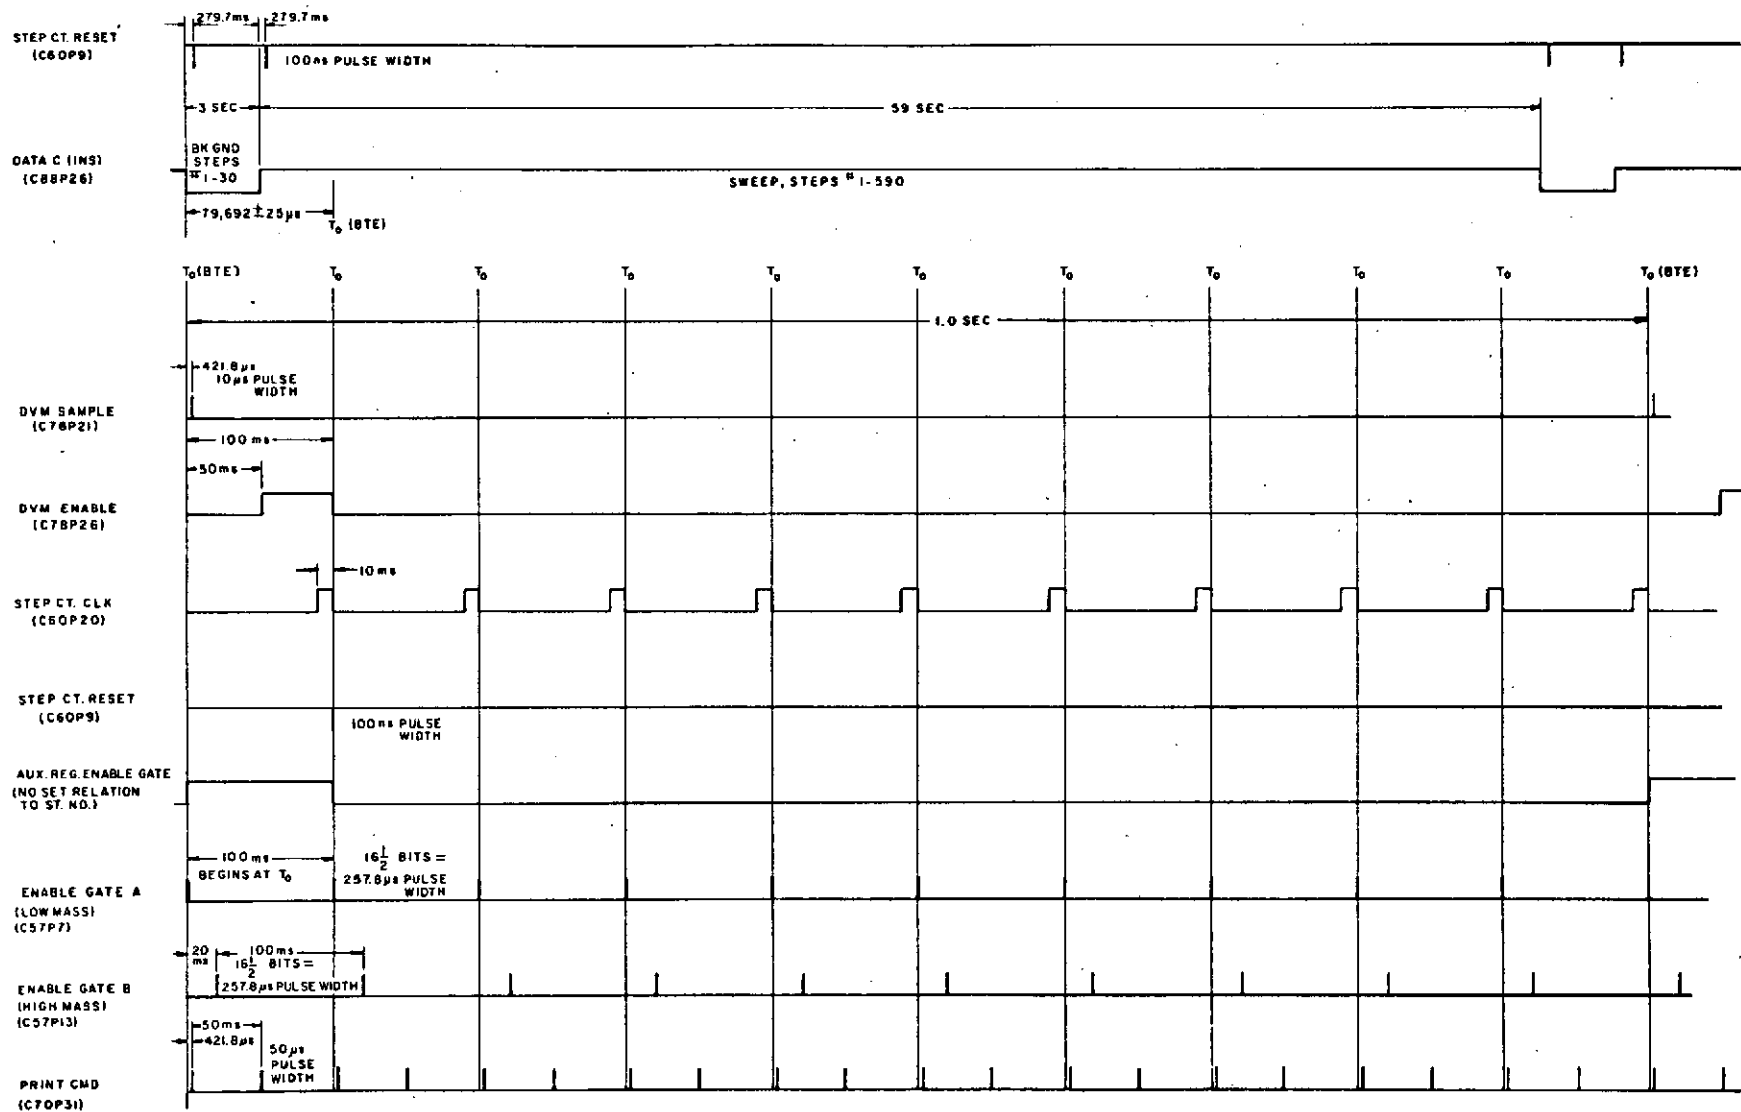 279.7ms 279.7ms
STEP CT. RESET
(C60P9)
100ns PULSE WIDTH
3 SEC
59 SEC
DATA C (INS)
(C88P26)
BKGND
STEPS
#1-30
SWEEP, STEPS #1-590
79,692 ±25µs
T₀ (BTE)
T₀(BTE) T₀ T₀ T₀ T₀ T₀ T₀ T₀ T₀ T₀ T₀ (BTE)
1.0 SEC
421.8µs
10µs PULSE
WIDTH
DVM SAMPLE
(C78P21)
100 ms
50ms
DVM ENABLE
(C78P26)
10ms
STEP CT. CLK
(C60P20)
STEP CT. RESET
(C60P9)
100ns PULSE
WIDTH
AUX. REG. ENABLE GATE
(NO SET RELATION
TO ST. NO.)
100ms
BEGINS AT T₀
16½ BITS =
257.8µs PULSE
WIDTH
ENABLE GATE A
(LOW MASS)
(C57P7)
20
ms
100ms
16½ BITS =
257.8µs PULSE WIDTH
ENABLE GATE B
(HIGH MASS)
(C57P13)
50ms
421.8µs
50µs
PULSE
WIDTH
PRINT CMD
(C70P31)